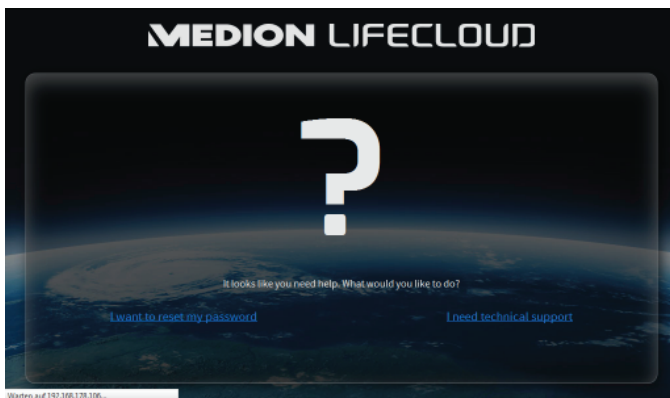 MEDION LIFECLOUD
?
It looks like you need help. What would you like to do?
I want to reset my password
I need technical support
Warten auf 192.168.178.106...